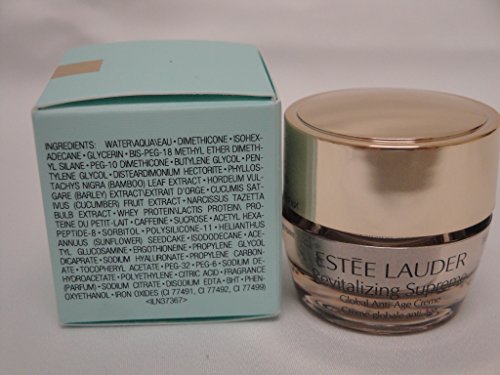 INGREDIENTS: WATER\AQUA\EAU • DIMETHICONE • ISOHEX-
ADECANE • GLYCERIN • BIS-PEG-18 METHYL ETHER DIMETH-
YL SILANE • PEG-10 DIMETHICONE • BUTYLENE GLYCOL • PEN-
TYLENE GLYCOL • DISTEARDIMONIUM HECTORITE • PHYLLOS-
TACHYS NIGRA (BAMBOO) LEAF EXTRACT • HORDEUM VUL-
GARE (BARLEY) EXTRACT\EXTRAIT D'ORGE • CUCUMIS SAT-
IVUS (CUCUMBER) FRUIT EXTRACT • NARCISSUS TAZETTA
BULB EXTRACT • WHEY PROTEIN\LACTIS PROTEIN\ PRO-
TEINE DU PETIT-LAIT • CAFFEINE • SUCROSE • ACETYL HEXA-
PEPTIDE-8 • SORBITOL • POLYSILICONE-11 • HELIANTHUS
ANNUUS (SUNFLOWER) SEEDCAKE • ISODODECANE • ACE-
TYL GLUCOSAMINE • ERGOTHIONEINE • PROPYLENE GLYCOL
DICAPRATE • SODIUM HYALURONATE • PROPYLENE CARBON-
ATE • TOCOPHERYL ACETATE • PEG-32 • PEG-6 • SODIUM DE-
HYDROACETATE • POLYETHYLENE • CITRIC ACID • FRAGRANCE
(PARFUM) • SODIUM CITRATE • DISODIUM EDTA • BHT • PHEN-
OXYETHANOL • IRON OXIDES (CI 77491, CI 77492, CI 77499)
<ILN37367>
ESTĒE LAUDER
Revitalizing Supreme
Global Anti-Age Creme
Crème globale anti-âge